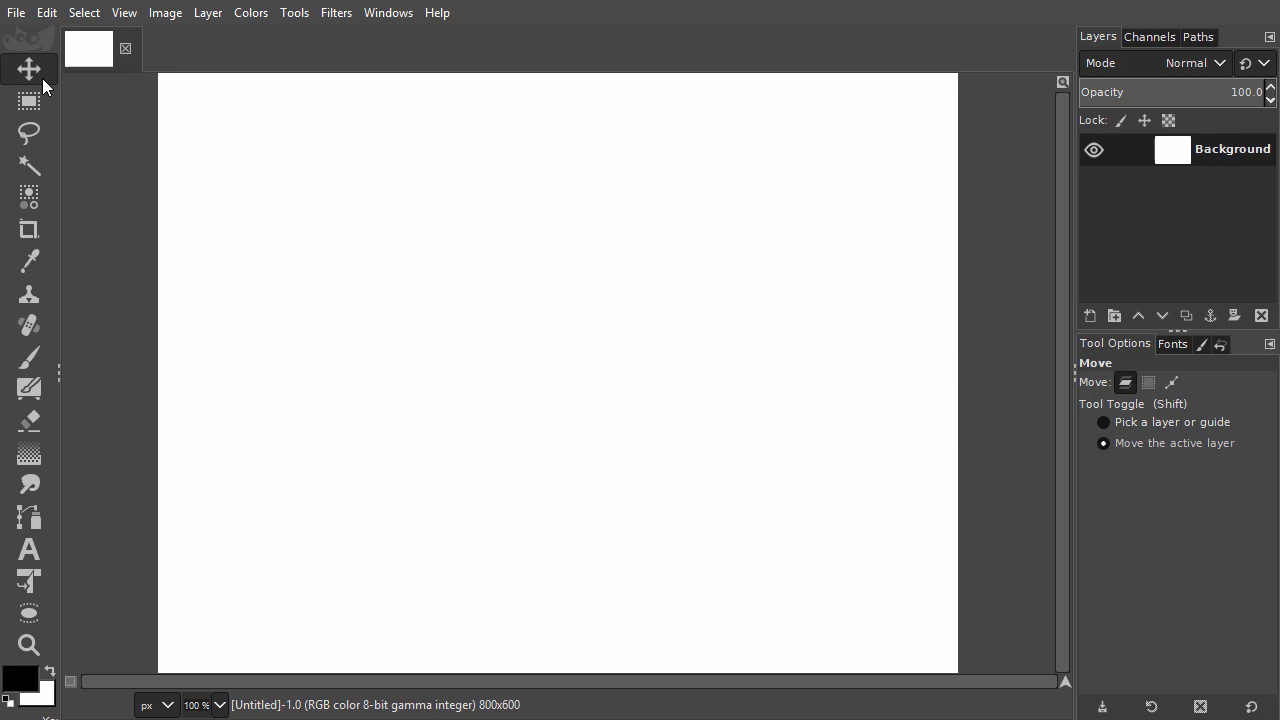 File Edit Select View Image Layer Colors Tools Filters Windows Help
Layers Channels Paths
Mode Normal
Opacity 100.0
Lock:
Background
Tool Options Fonts
Move
Move:
Tool Toggle (Shift)
Pick a layer or guide
Move the active layer
px 100 % [Untitled]-1.0 (RGB color 8-bit gamma integer) 800x600